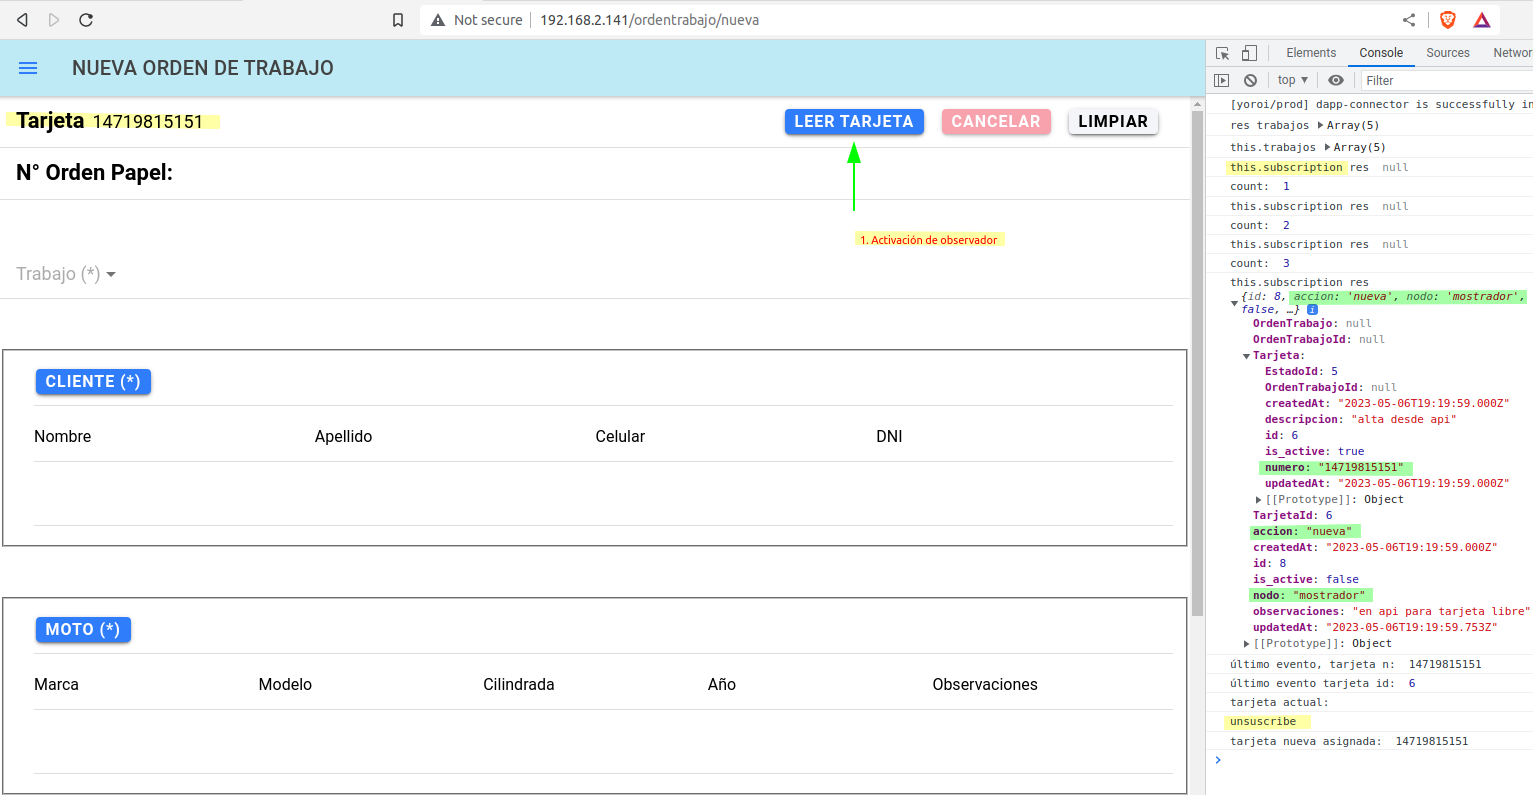 Not secure 192.168.2.141/ordentrabajo/nueva
NUEVA ORDEN DE TRABAJO
Tarjeta 14719815151 LEER TARJETA CANCELAR LIMPIAR
N° Orden Papel:
1. Activación de observador
Trabajo (*)
CLIENTE (*)
Nombre Apellido Celular DNI
MOTO (*)
Marca Modelo Cilindrada Año Observaciones
Elements Console Sources Networ
top Filter
[yoroi/prod] dapp-connector is successfully in
res trabajos Array(5)
this.trabajos Array(5)
this.subscription res null
count: 1
this.subscription res null
count: 2
this.subscription res null
count: 3
this.subscription res
{id: 8, accion: 'nueva', nodo: 'mostrador',
false, …} i
OrdenTrabajo: null
OrdenTrabajoId: null
Tarjeta:
EstadoId: 5
OrdenTrabajoId: null
createdAt: "2023-05-06T19:19:59.000Z"
descripcion: "alta desde api"
id: 6
is_active: true
numero: "14719815151"
updatedAt: "2023-05-06T19:19:59.000Z"
[[Prototype]]: Object
TarjetaId: 6
accion: "nueva"
createdAt: "2023-05-06T19:19:59.000Z"
id: 8
is_active: false
nodo: "mostrador"
observaciones: "en api para tarjeta libre"
updatedAt: "2023-05-06T19:19:59.753Z"
[[Prototype]]: Object
último evento, tarjeta n: 14719815151
último evento tarjeta id: 6
tarjeta actual:
unsuscribe
tarjeta nueva asignada: 14719815151